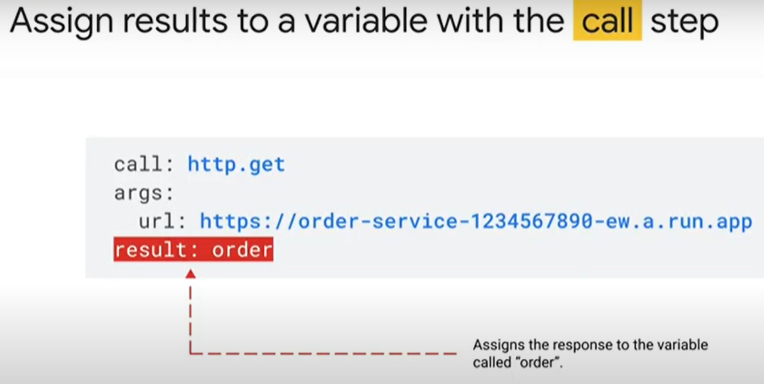 Assign results to a variable with the call step
call: http.get
args:
url: https://order-service-1234567890-ew.a.run.app
result: order
Assigns the response to the variable
called "order".